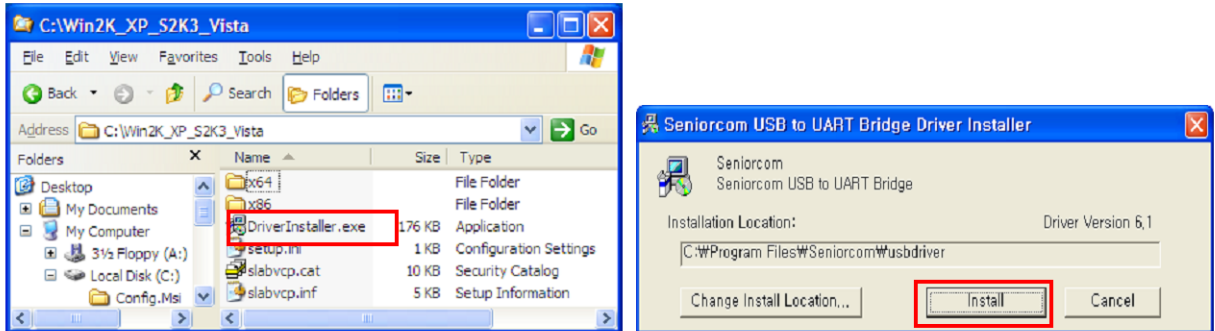 C:\Win2K_XP_S2K3_Vista
File Edit View Favorites Tools Help
Back Search Folders
Address C:\Win2K_XP_S2K3_Vista Go
Folders X Name Size Type
Desktop
My Documents
My Computer
3½ Floppy (A:)
Local Disk (C:)
Config.Msi
x64 File Folder
x86 File Folder
DriverInstaller.exe 176 KB Application
setup.ini 1 KB Configuration Settings
slabvcp.cat 10 KB Security Catalog
slabvcp.inf 5 KB Setup Information
Seniorcom USB to UART Bridge Driver Installer
Seniorcom
Seniorcom USB to UART Bridge
Installation Location: Driver Version 6,1
C:₩Program Files₩Seniorcom₩usbdriver
Change Install Location,,, Install Cancel